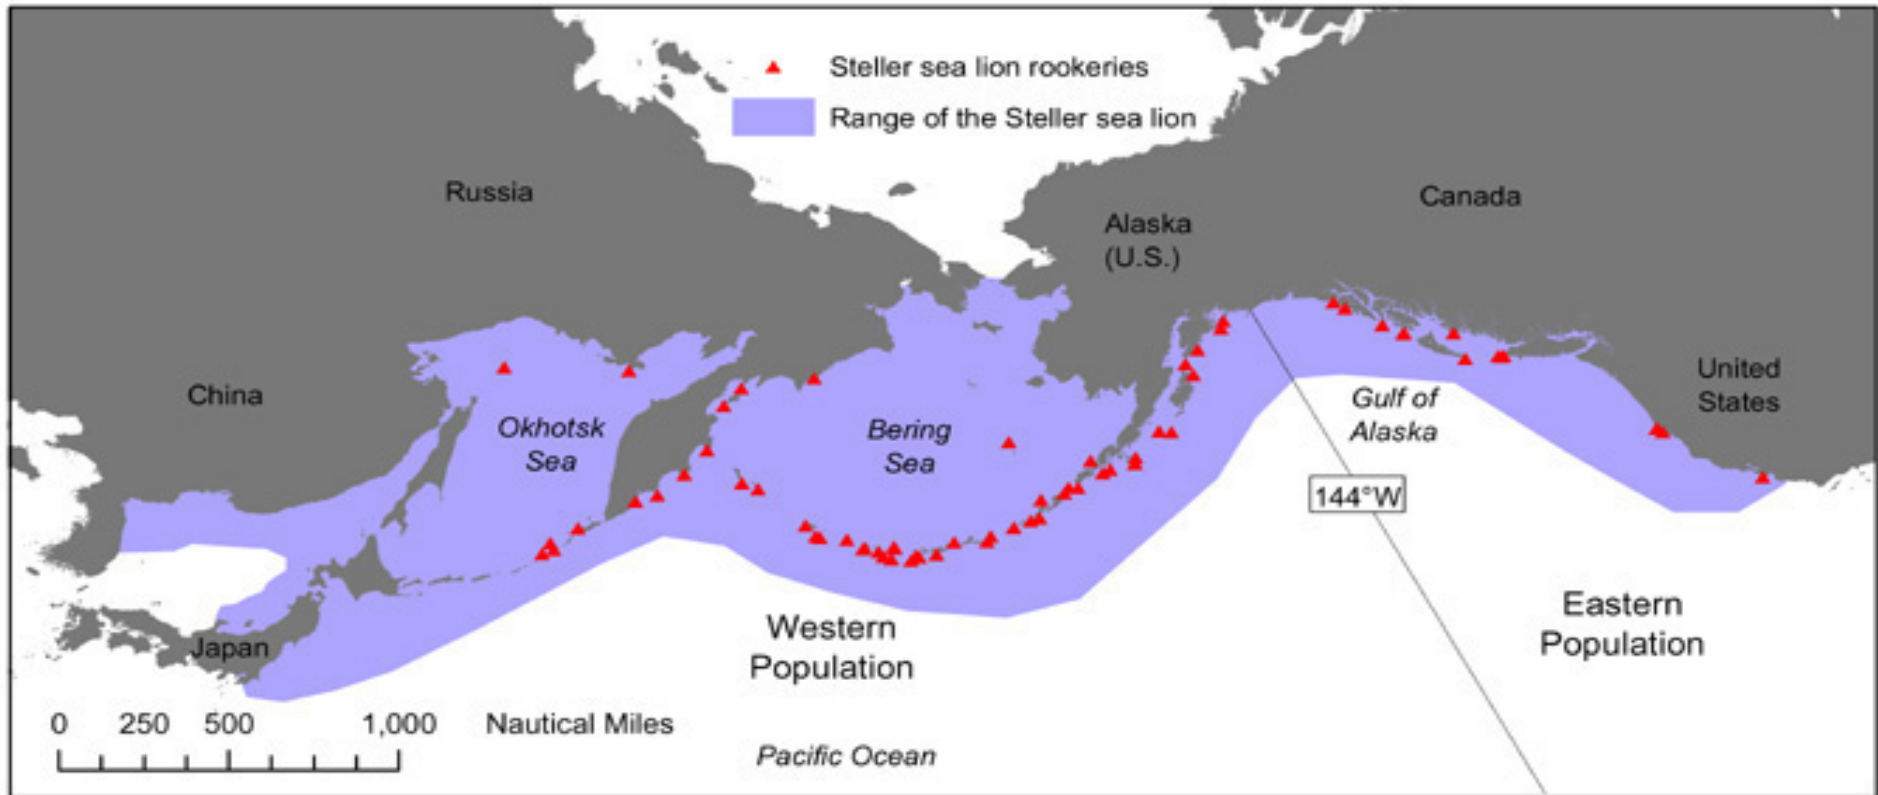 Steller sea lion rookeries
Range of the Steller sea lion
Russia
Canada
Alaska
(U.S.)
China
United
States
Okhotsk
Sea
Bering
Sea
Gulf of
Alaska
144°W
Japan
Western
Population
Eastern
Population
0 250 500 1,000 Nautical Miles
Pacific Ocean